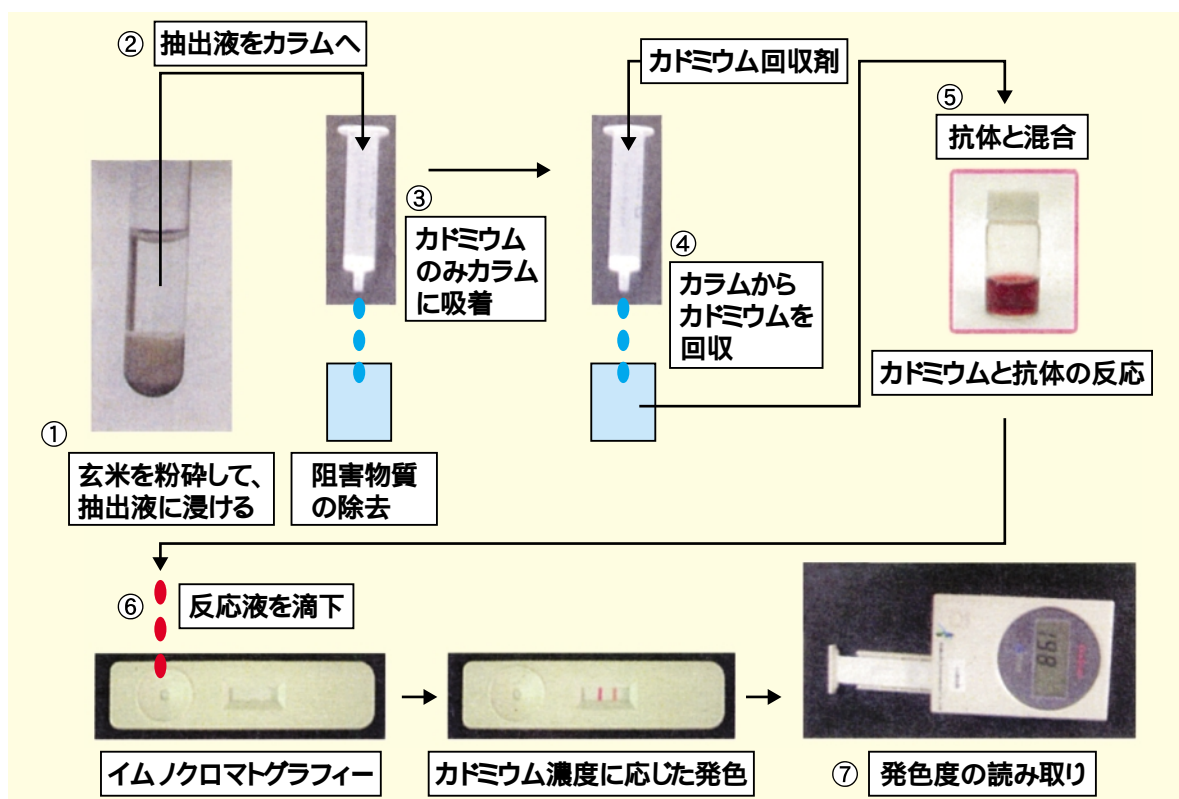 ② 抽出液をカラムへ
カドミウム回収剤
⑤
抗体と混合
③
カドミウム
のみカラム
に吸着
④
カラムから
カドミウムを
回収
カドミウムと抗体の反応
①
玄米を粉砕して、
抽出液に浸ける
阻害物質
の除去
⑥ 反応液を滴下
198
イムノクロマトグラフィー
カドミウム濃度に応じた発色
⑦ 発色度の読み取り